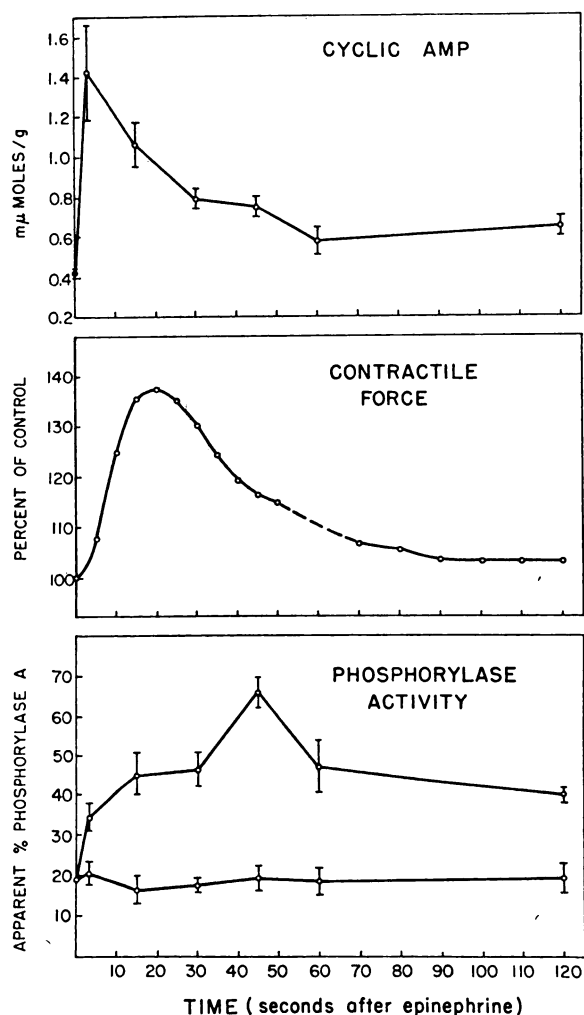 CYCLIC AMP
mμ MOLES/g
1.6
1.4
1.2
1.0
0.8
0.6
0.4
0.2
CONTRACTILE
FORCE
PERCENT OF CONTROL
140
130
120
110
100
PHOSPHORYLASE
ACTIVITY
APPARENT % PHOSPHORYLASE A
70
60
50
40
30
20
10
10 20 30 40 50 60 70 80 90 100 110 120
TIME (seconds after epinephrine)